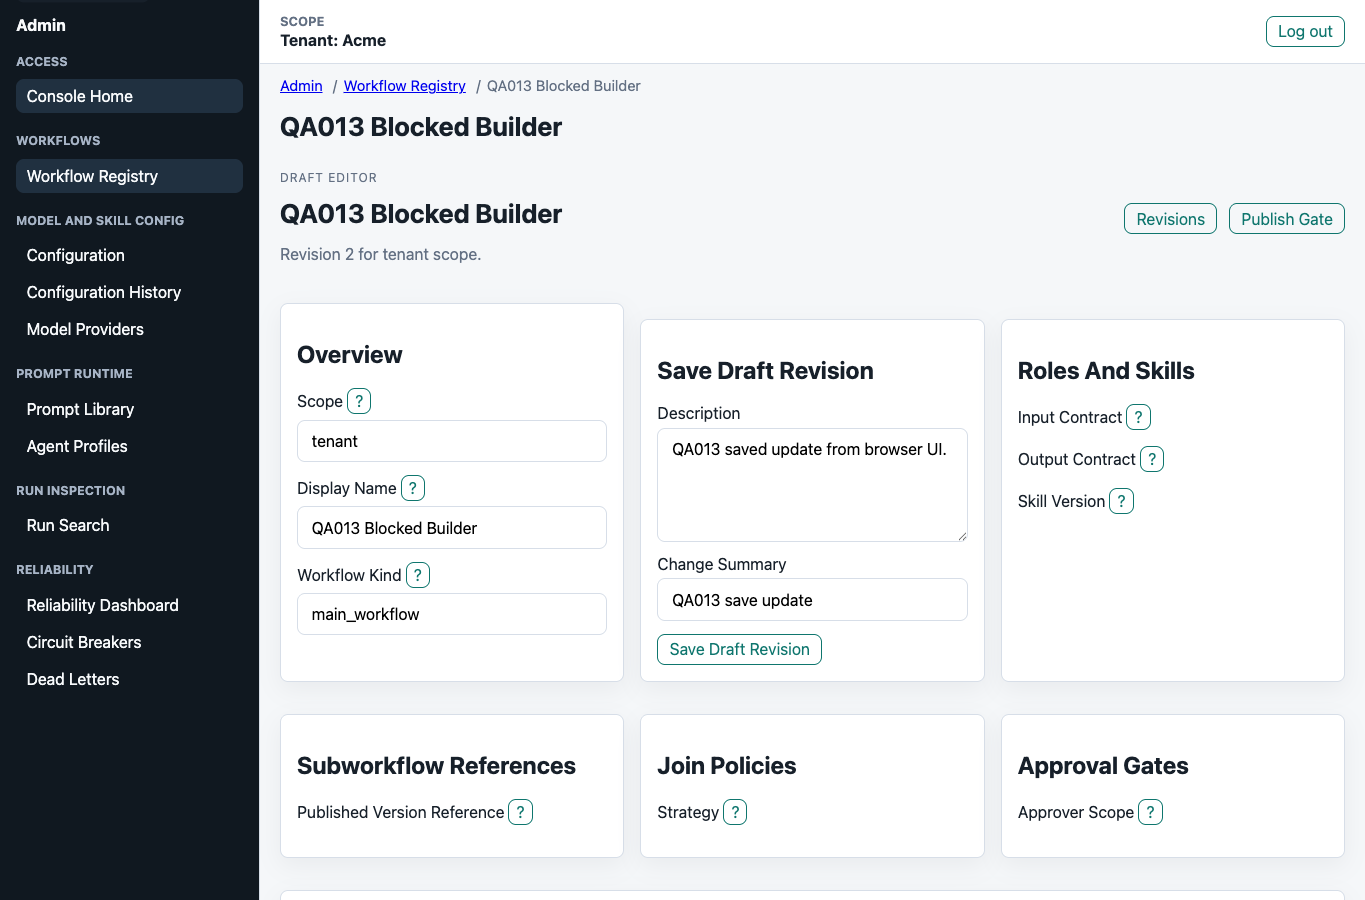 Admin
ACCESS
Console Home
WORKFLOWS
Workflow Registry
MODEL AND SKILL CONFIG
Configuration
Configuration History
Model Providers
PROMPT RUNTIME
Prompt Library
Agent Profiles
RUN INSPECTION
Run Search
RELIABILITY
Reliability Dashboard
Circuit Breakers
Dead Letters
SCOPE
Tenant: Acme
Log out
Admin / Workflow Registry / QA013 Blocked Builder
QA013 Blocked Builder
DRAFT EDITOR
QA013 Blocked Builder
Revisions
Publish Gate
Revision 2 for tenant scope.
Overview
Scope ?
tenant
Display Name ?
QA013 Blocked Builder
Workflow Kind ?
main_workflow
Save Draft Revision
Description
QA013 saved update from browser UI.
Change Summary
QA013 save update
Save Draft Revision
Roles And Skills
Input Contract ?
Output Contract ?
Skill Version ?
Subworkflow References
Published Version Reference ?
Join Policies
Strategy ?
Approval Gates
Approver Scope ?